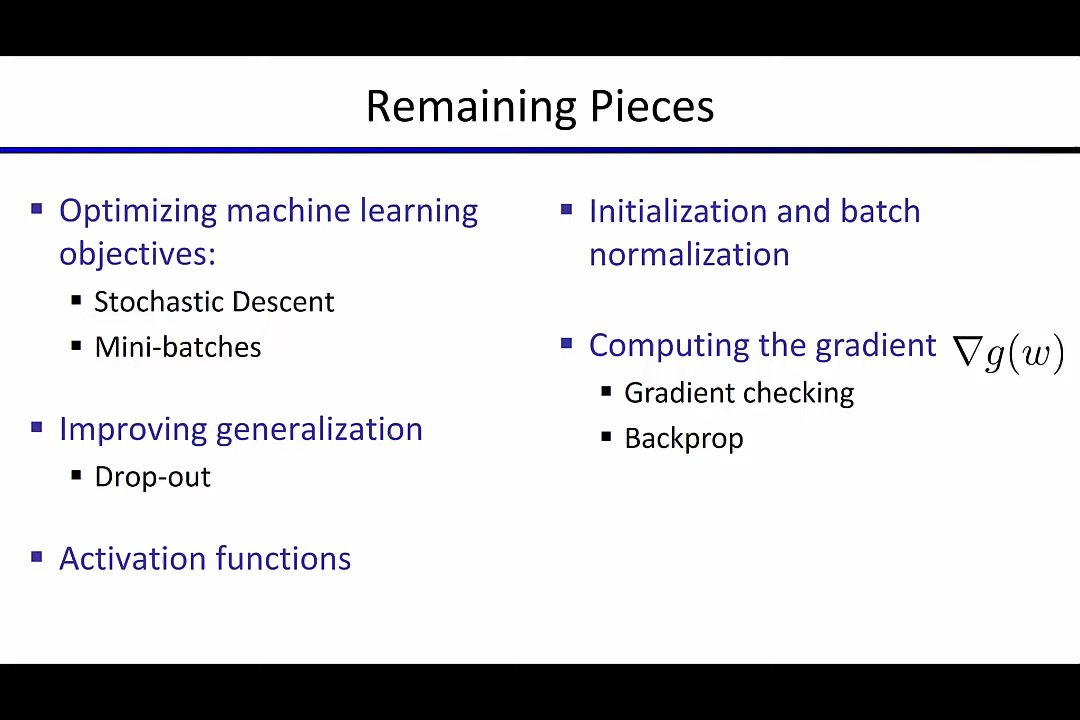 Remaining Pieces
▪ Optimizing machine learning
objectives:
▪ Stochastic Descent
▪ Mini-batches
▪ Improving generalization
▪ Drop-out
▪ Activation functions
▪ Initialization and batch
normalization
▪ Computing the gradient ∇g(w)
▪ Gradient checking
▪ Backprop